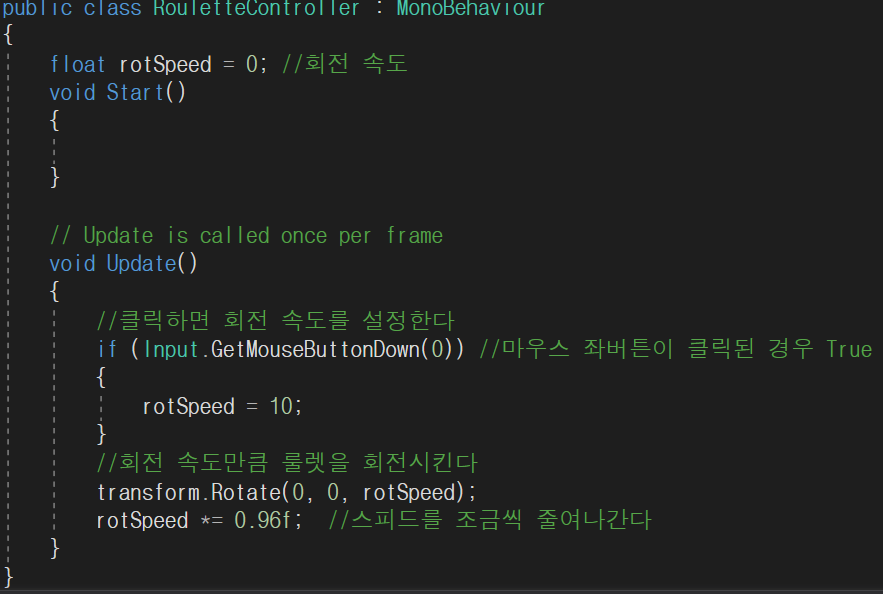 public class RouletteController : MonoBehaviour
{
float rotSpeed = 0; //회전 속도
void Start()
{
}
// Update is called once per frame
void Update()
{
//클릭하면 회전 속도를 설정한다
if (Input.GetMouseButtonDown(0)) //마우스 좌버튼이 클릭된 경우 True
{
rotSpeed = 10;
}
//회전 속도만큼 룰렛을 회전시킨다
transform.Rotate(0, 0, rotSpeed);
rotSpeed *= 0.96f; //스피드를 조금씩 줄여나간다
}
}